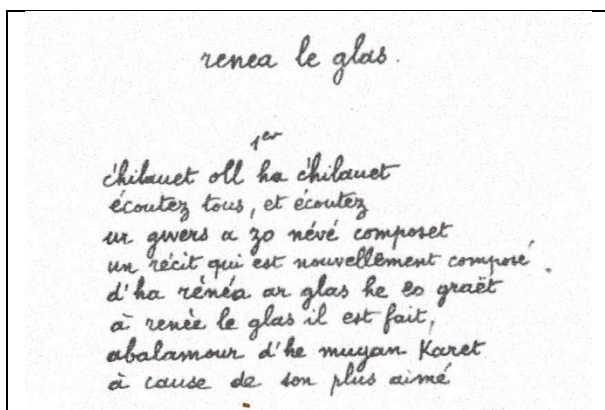 renea le glas.
1er
c'hilauet oll ha c'hilauet
écoutez tous, et écoutez
ur gwers a zo névé composet
un récit qui est nouvellement composé.
d'ha rénéa ar glas he eo graët
à renée le glas il est fait,
abalamour d'he muyan Karet
à cause de son plus aimé